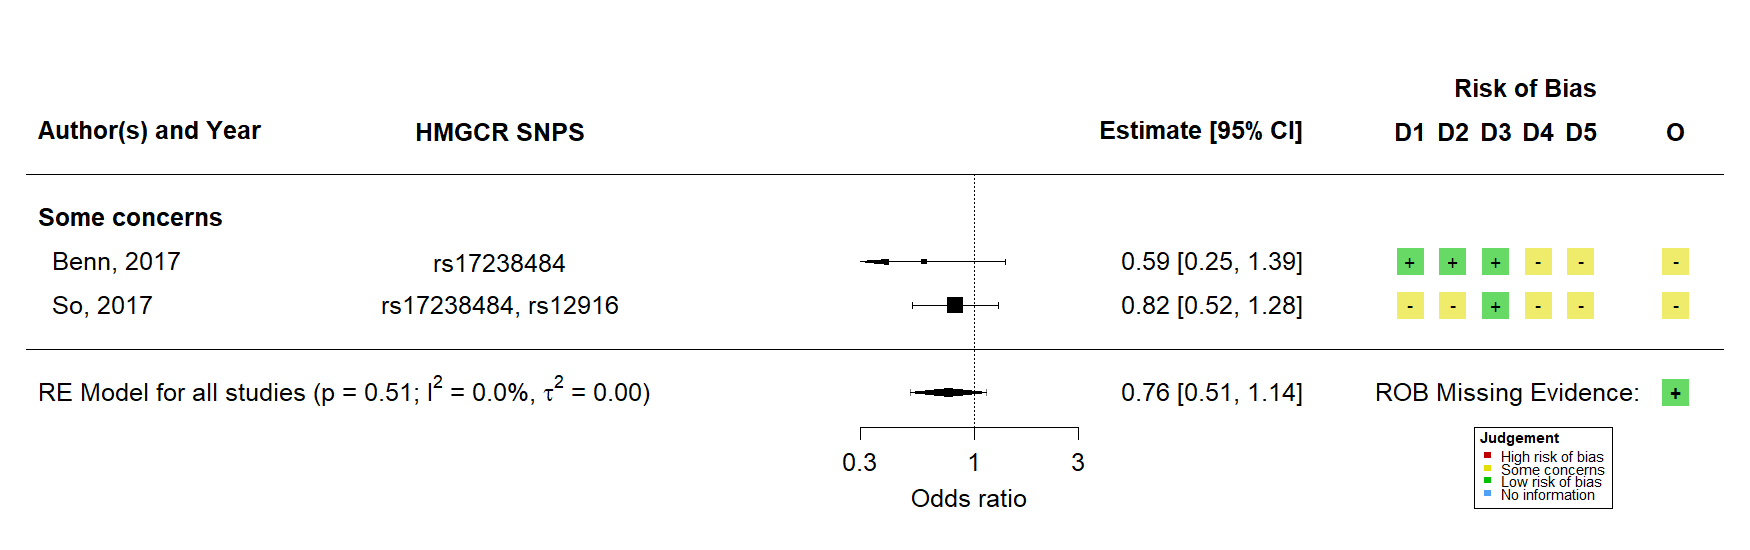 Risk of Bias
Author(s) and Year HMGCR SNPS Estimate [95% CI] D1 D2 D3 D4 D5 O
Some concerns
Benn, 2017 rs17238484 0.59 [0.25, 1.39] + + + - - -
So, 2017 rs17238484, rs12916 0.82 [0.52, 1.28] - - + - - -
RE Model for all studies (p = 0.51; I² = 0.0%, τ² = 0.00) 0.76 [0.51, 1.14] ROB Missing Evidence: +
0.3 1 3
Odds ratio
Judgement
High risk of bias
Some concerns
Low risk of bias
No information